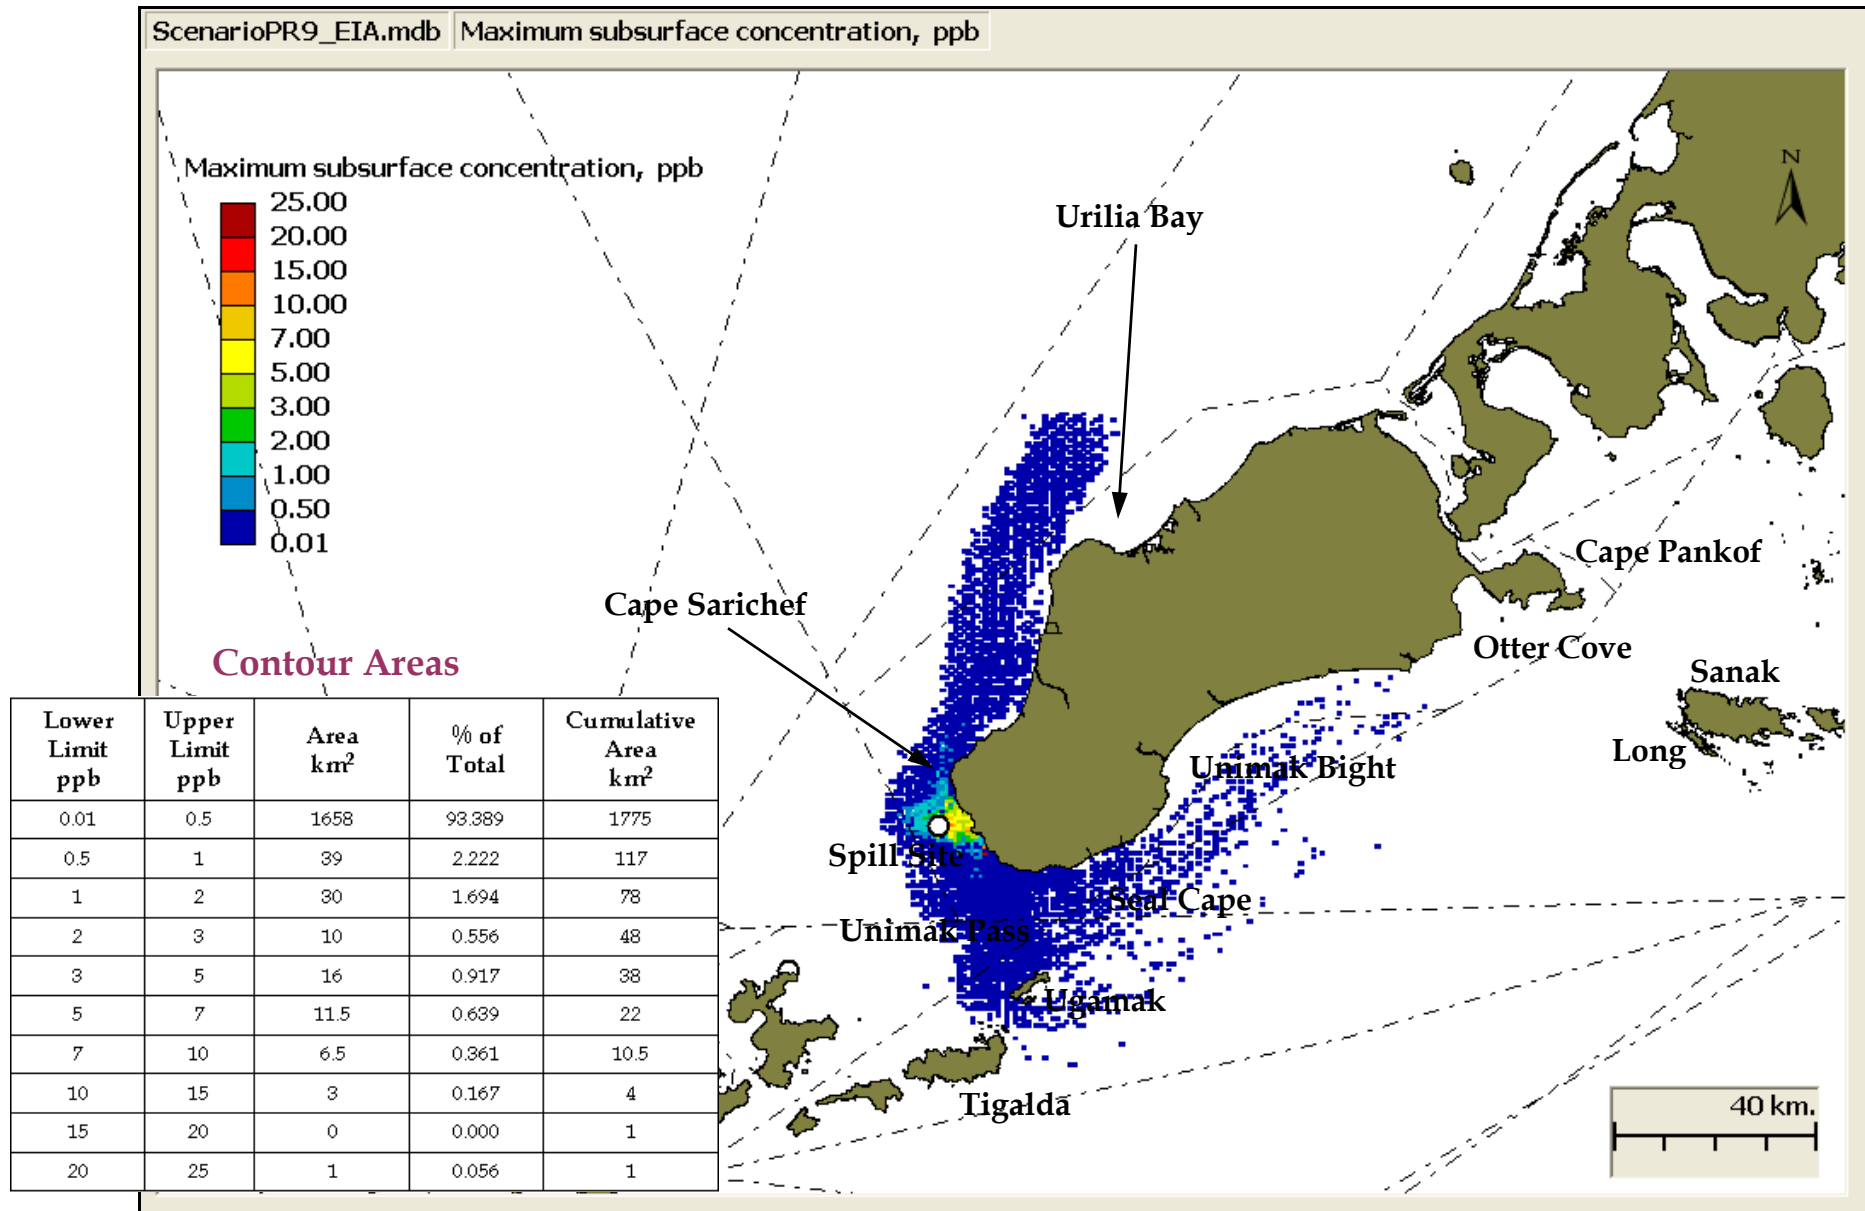 ScenarioPR9_EIA.mdb Maximum subsurface concentration, ppb
Maximum subsurface concentration, ppb
25.00
20.00
15.00
10.00
7.00
5.00
3.00
2.00
1.00
0.50
0.01
N
Urilia Bay
Cape Pankof
Cape Sarichef
Otter Cove
Sanak
Long
Unimak Bight
Spill Site
Seal Cape
Unimak Pass
Ugamak
Tigalda
40 km.
Contour Areas
Lower Limit ppb Upper Limit ppb Area km² % of Total Cumulative Area km²
0.01 0.5 1658 93.389 1775
0.5 1 39 2.222 117
1 2 30 1.694 78
2 3 10 0.556 48
3 5 16 0.917 38
5 7 11.5 0.639 22
7 10 6.5 0.361 10.5
10 15 3 0.167 4
15 20 0 0.000 1
20 25 1 0.056 1